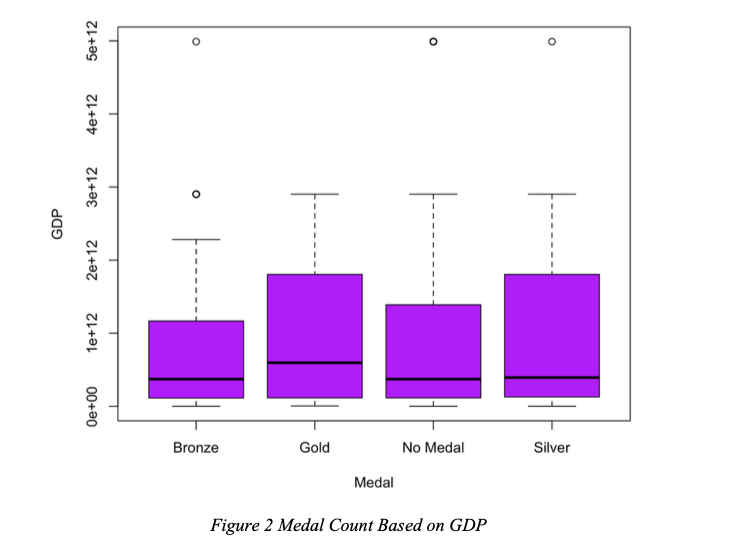 5e+12
4e+12
3e+12
2e+12
1e+12
0e+00
GDP
Bronze Gold No Medal Silver
Medal
Figure 2 Medal Count Based on GDP